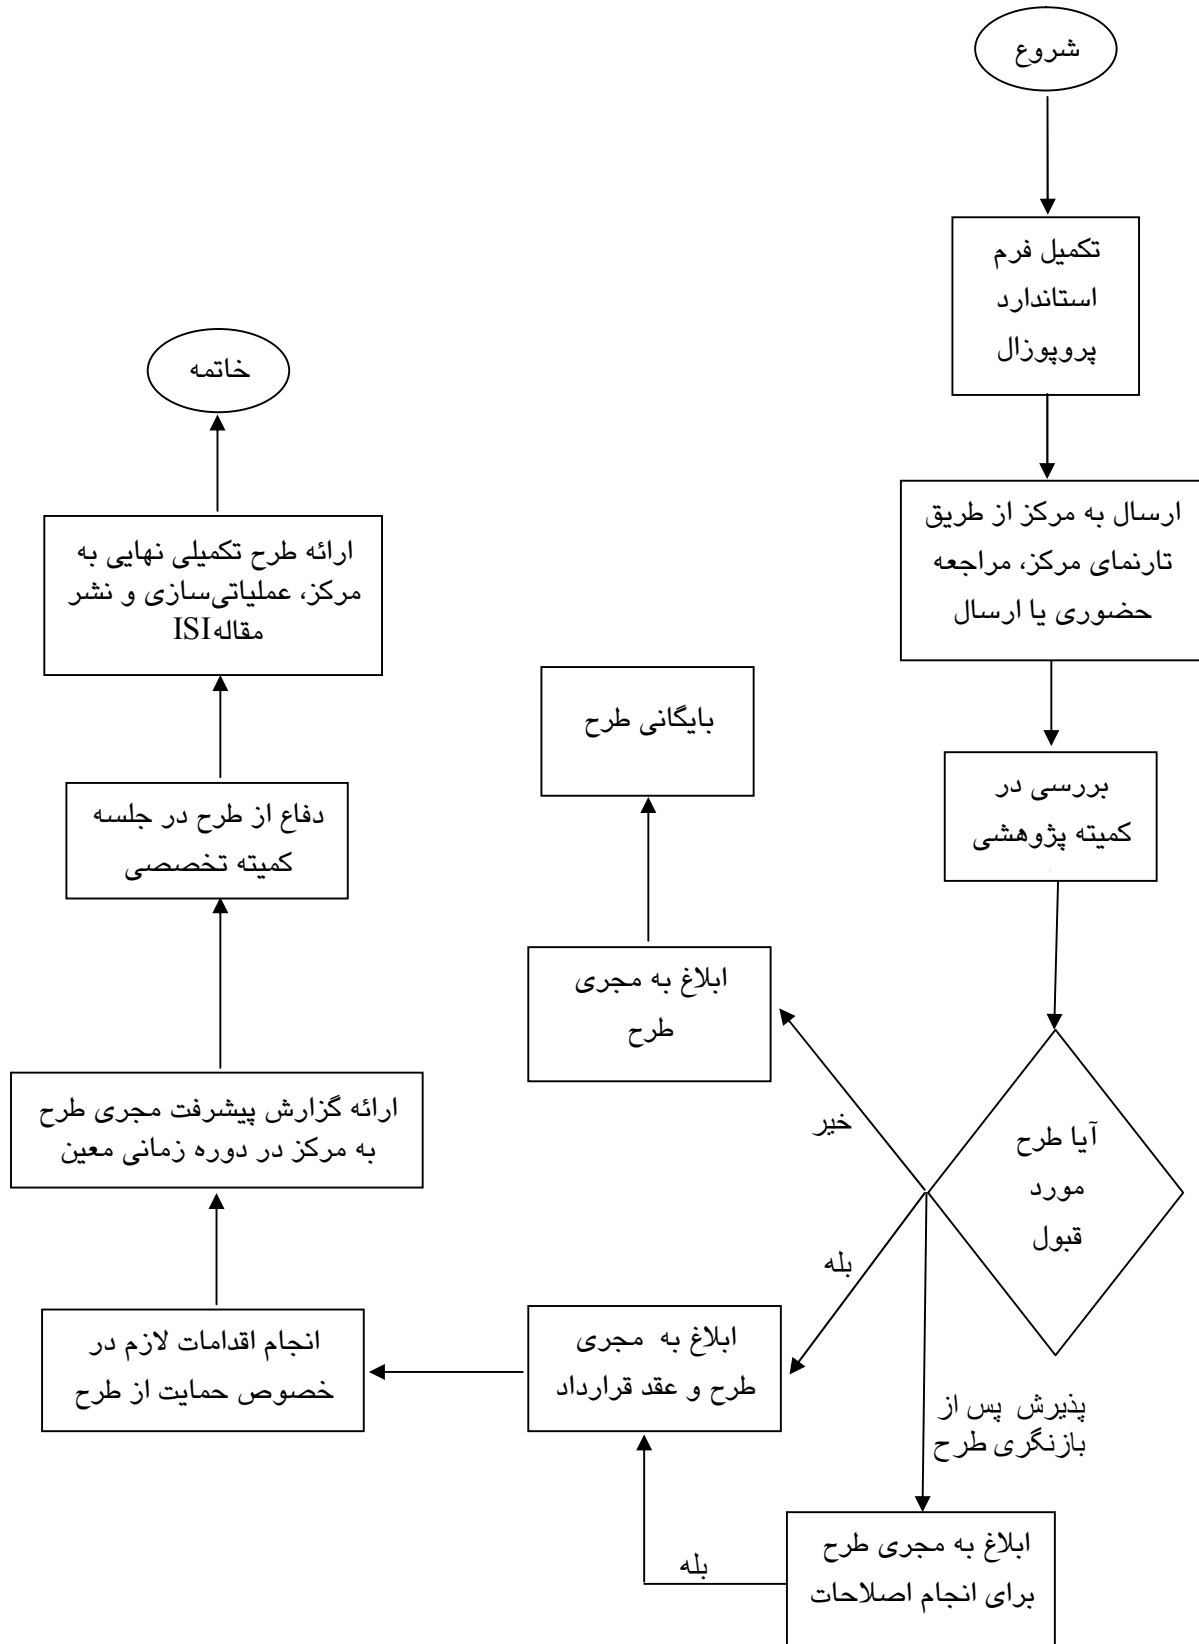 شروع
تکمیل فرم
استاندارد
پروپوزال
ارسال به مرکز از طریق
تارنمای مرکز، مراجعه
حضوری یا ارسال
بررسی در
کمیته پژوهشی
آیا طرح
مورد
قبول
خیر
ابلاغ به مجری
طرح
بایگانی طرح
بله
ابلاغ به مجری
طرح و عقد قرارداد
پذیرش پس از
بازنگری طرح
ابلاغ به مجری طرح
برای انجام اصلاحات
بله
انجام اقدامات لازم در
خصوص حمایت از طرح
ارائه گزارش پیشرفت مجری طرح
به مرکز در دوره زمانی معین
دفاع از طرح در جلسه
کمیته تخصصی
ارائه طرح تکمیلی نهایی به
مرکز، عملیاتی‌سازی و نشر
مقاله ISI
خاتمه